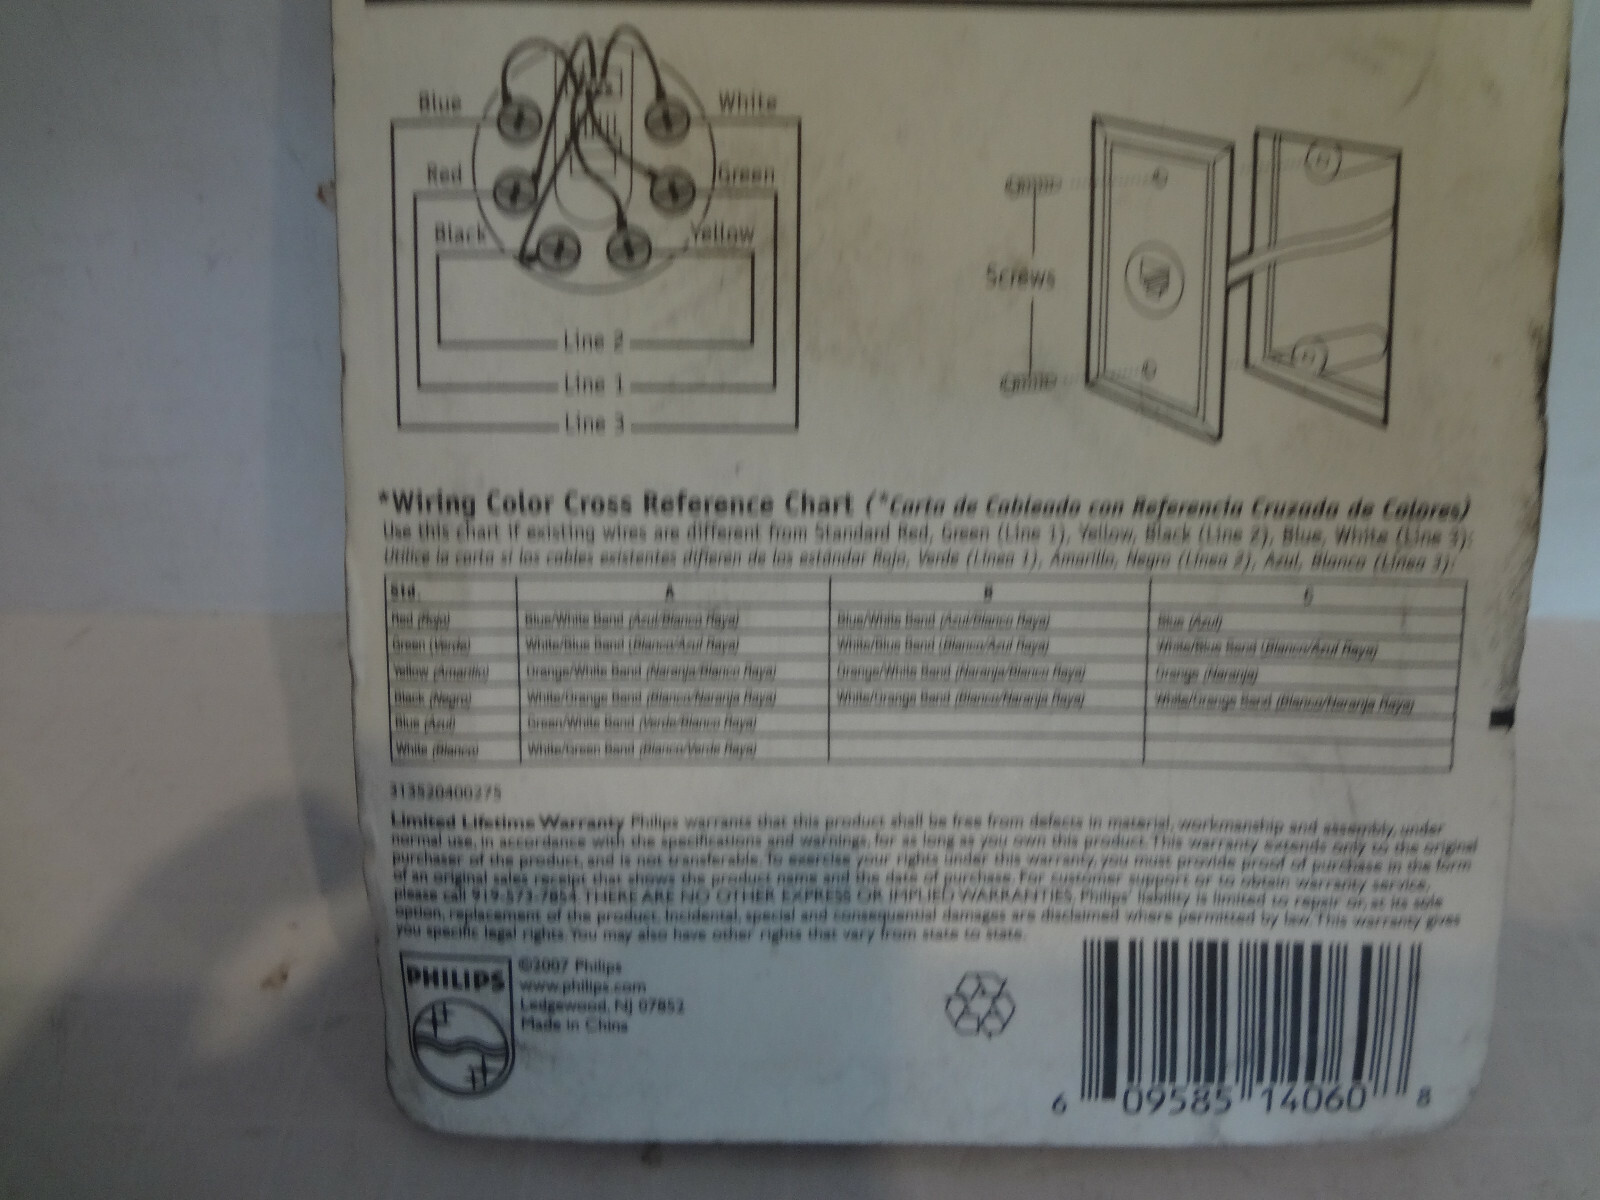 Blue
White
Red
Green
Black
Yellow
Line 2
Line 1
Line 3
Screws
*Wiring Color Cross Reference Chart (*Carta de Cableado con Referencia Cruzada de Colores)
Use this chart if existing wires are different from Standard Red, Green (Line 1), Yellow, Black (Line 2), Blue, White (Line 3):
Utilice la carta si los cables existentes difieren de los estándar Rojo, Verde (Línea 1), Amarillo, Negro (Línea 2), Azul, Blanco (Línea 3):
Std. A B C
Red (Rojo) Blue/White Band (Azul/Blanco Raya) Blue/White Band (Azul/Blanco Raya) Blue (Azul)
Green (Verde) White/Blue Band (Blanco/Azul Raya) White/Blue Band (Blanco/Azul Raya) White/Blue Band (Blanco/Azul Raya)
Yellow (Amarillo) Orange/White Band (Naranja/Blanco Raya) Orange/White Band (Naranja/Blanco Raya) Orange (Naranja)
Black (Negro) White/Orange Band (Blanco/Naranja Raya) White/Orange Band (Blanco/Naranja Raya) White/Orange Band (Blanco/Naranja Raya)
Blue (Azul) Green/White Band (Verde/Blanco Raya)
White (Blanco) White/Green Band (Blanco/Verde Raya)
313520400275
Limited Lifetime Warranty Philips warrants that this product shall be free from defects in material, workmanship and assembly, under
normal use, in accordance with the specifications and warnings, for as long as you own this product. This warranty extends only to the original
purchaser of the product, and is not transferable. To exercise your rights under this warranty, you must provide proof of purchase in the form
of an original sales receipt that shows the product name and the date of purchase. For customer support or to obtain warranty service,
please call 919-573-7854. THERE ARE NO OTHER EXPRESS OR IMPLIED WARRANTIES. Philips' liability is limited to repair or, at its sole
option, replacement of the product. Incidental, special and consequential damages are disclaimed where permitted by law. This warranty gives
you specific legal rights. You may also have other rights that vary from state to state.
PHILIPS
©2007 Philips
www.philips.com
Ledgewood, NJ 07852
Made in China
6 09585 14060 8